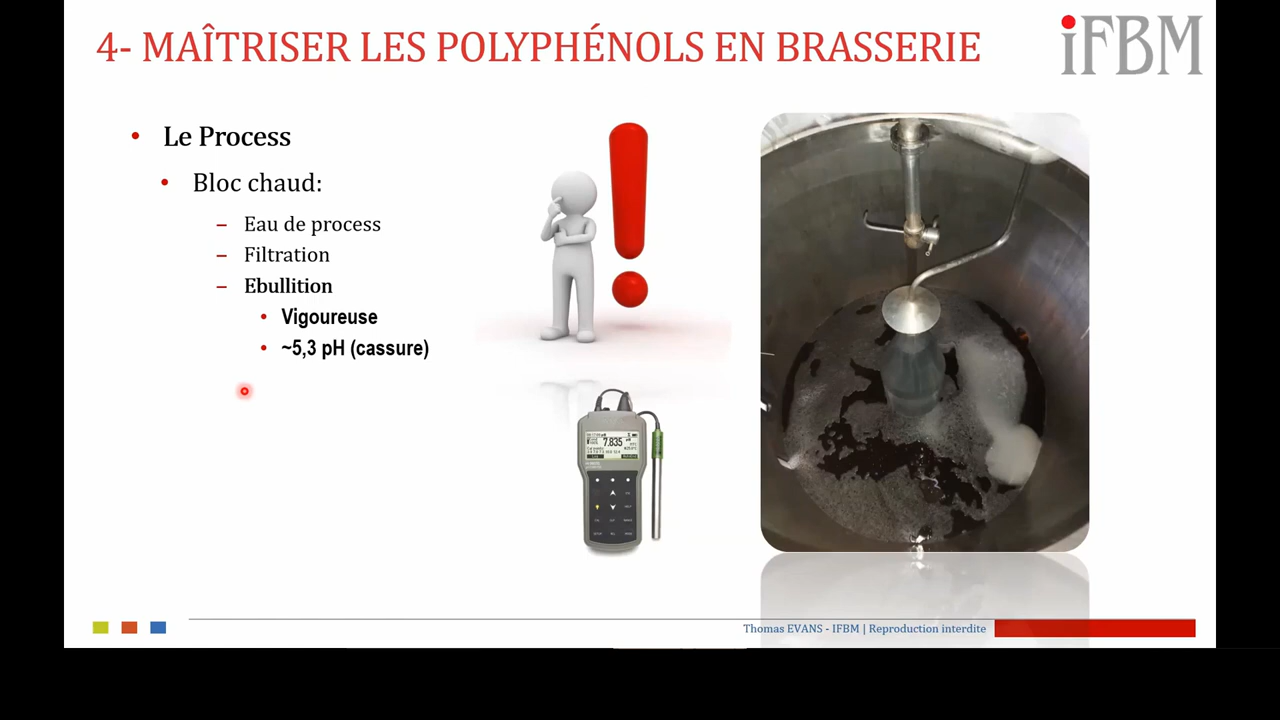 4- MAÎTRISER LES POLYPHÉNOLS EN BRASSERIE
iFBM
• Le Process
• Bloc chaud:
– Eau de process
– Filtration
– Ebullition
• Vigoureuse
• ~5,3 pH (cassure)
7.835
Thomas EVANS - IFBM | Reproduction interdite